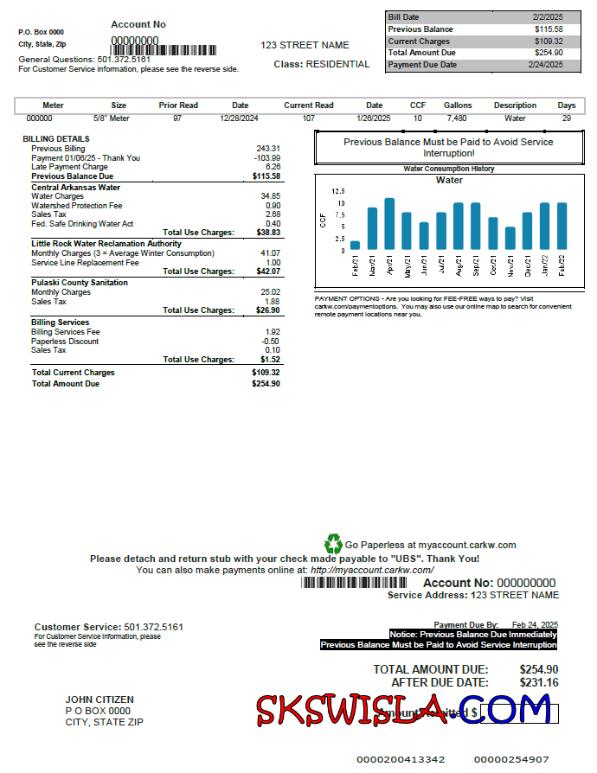 P.O. Box 0000
City, State, Zip
Account No
00000000
General Questions: 501.372.5161
For Customer Service information, please see the reverse side.
123 STREET NAME
Class: RESIDENTIAL
Bill Date 2/2/2025
Previous Balance $115.58
Current Charges $109.32
Total Amount Due $254.90
Payment Due Date 2/24/2025
Meter Size Prior Read Date Current Read Date CCF Gallons Description Days
000000 5/8" Meter 97 12/28/2024 107 1/26/2025 10 7,480 Water 29
BILLING DETAILS
Previous Billing 243.31
Payment 01/06/25 - Thank You -103.99
Late Payment Charge 6.26
Previous Balance Due $115.58
Central Arkansas Water
Water Charges 34.85
Watershed Protection Fee 0.90
Sales Tax 2.68
Fed. Safe Drinking Water Act 0.40
Total Use Charges: $38.83
Little Rock Water Reclamation Authority
Monthly Charges (3 = Average Winter Consumption) 41.07
Service Line Replacement Fee 1.00
Total Use Charges: $42.07
Pulaski County Sanitation
Monthly Charges 25.02
Sales Tax 1.88
Total Use Charges: $26.90
Billing Services
Billing Services Fee 1.92
Paperless Discount -0.50
Sales Tax 0.10
Total Use Charges: $1.52
Total Current Charges $109.32
Total Amount Due $254.90
Previous Balance Must be Paid to Avoid Service
Interruption!
Water Consumption History
Water
CCF
12.5
10
7.5
5
2.5
0
Feb/21 Mar/21 Apr/21 May/21 Jun/21 Jul/21 Aug/21 Sep/21 Oct/21 Nov/21 Dec/21 Jan/22 Feb/22
PAYMENT OPTIONS - Are you looking for FEE-FREE ways to pay? Visit
carkw.com/paymentoptions. You may also use our online map to search for convenient
remote payment locations near you.
Go Paperless at myaccount.carkw.com
Please detach and return stub with your check made payable to "UBS". Thank You!
You can also make payments online at: http://myaccount.carkw.com/
Account No: 000000000
Service Address: 123 STREET NAME
Customer Service: 501.372.5161
For Customer Service Information, please
see the reverse side
Payment Due By: Feb 24, 2025
Notice: Previous Balance Due Immediately
Previous Balance Must be Paid to Avoid Service Interruption
TOTAL AMOUNT DUE: $254.90
AFTER DUE DATE: $231.16
JOHN CITIZEN
P O BOX 0000
CITY, STATE ZIP
Amount Remitted $
SKSWISLA.COM
0000200413342 00000254907